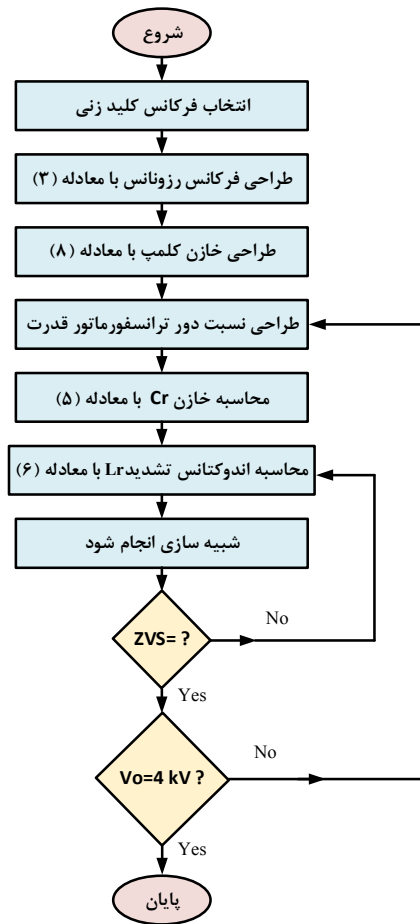 شروع
انتخاب فرکانس کلید زنی
طراحی فرکانس رزونانس با معادله (۳)
طراحی خازن کلمپ با معادله (۸)
طراحی نسبت دور ترانسفورماتور قدرت
محاسبه خازن Cr با معادله (۵)
محاسبه اندوکتانس تشدیدLr با معادله (۶)
شبیه سازی انجام شود
ZVS= ?
No
Yes
Vo=4 kV ?
No
Yes
پایان